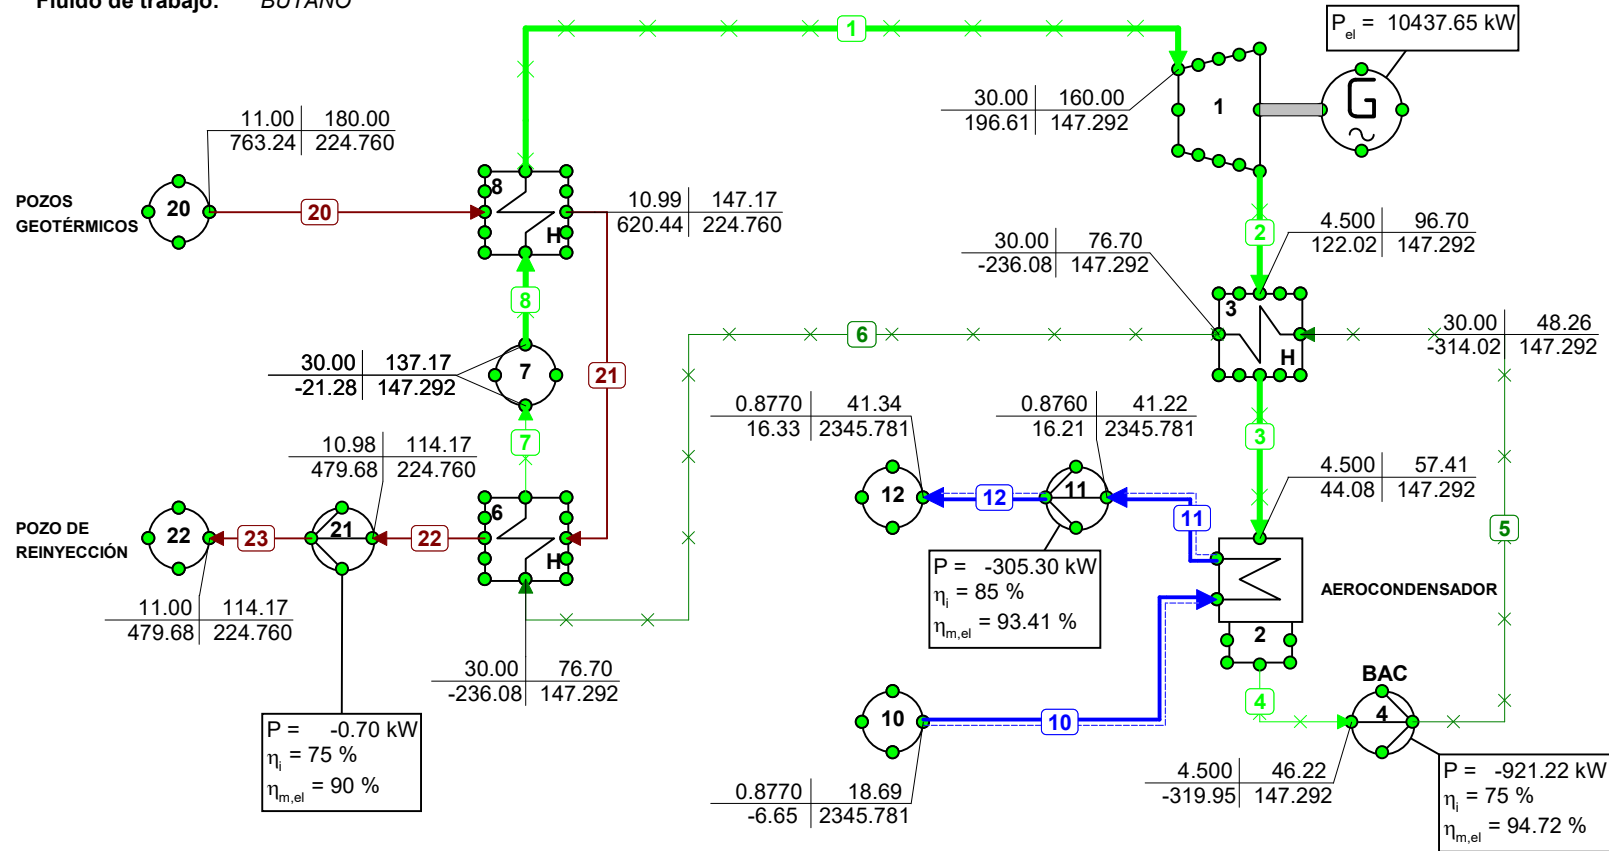 Fluido de trabajo: BUTANO
P_el = 10437.65 kW
1
30.00 160.00
196.61 147.292
1
G
11.00 180.00
763.24 224.760
POZOS
GEOTÉRMICOS
20
20
8
H
10.99 147.17
620.44 224.760
2
4.500 96.70
122.02 147.292
30.00 76.70
-236.08 147.292
8
3
H
6
30.00 48.26
-314.02 147.292
30.00 137.17
-21.28 147.292
7
21
0.8770 41.34
16.33 2345.781
0.8760 41.22
16.21 2345.781
7
3
10.98 114.17
479.68 224.760
4.500 57.41
44.08 147.292
12
12
11
11
5
POZO DE
REINYECCIÓN
22
23
21
22
6
H
P = -305.30 kW
η_i = 85 %
η_m,el = 93.41 %
AEROCONDENSADOR
2
11.00 114.17
479.68 224.760
30.00 76.70
-236.08 147.292
BAC
4
4
10
10
P = -0.70 kW
η_i = 75 %
η_m,el = 90 %
0.8770 18.69
-6.65 2345.781
4.500 46.22
-319.95 147.292
P = -921.22 kW
η_i = 75 %
η_m,el = 94.72 %